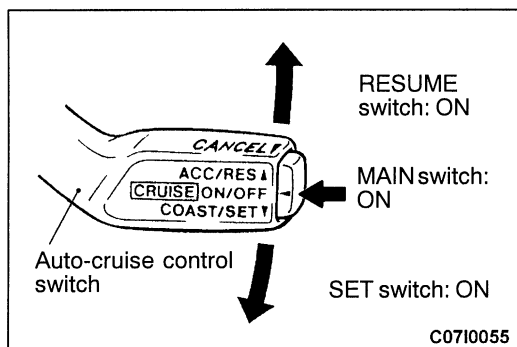 RESUME
switch: ON
CANCEL▼
ACC/RES▲
CRUISE ON/OFF
COAST/SET▼
MAIN switch:
ON
Auto-cruise control
switch
SET switch: ON
C07I0055